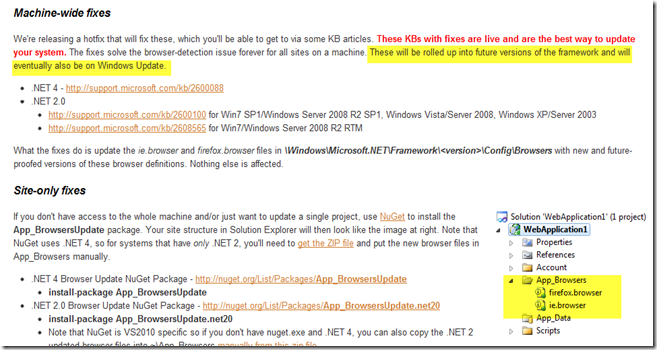 Machine-wide fixes
We're releasing a hotfix that will fix these, which you'll be able to get to via some KB articles. These KBs with fixes are live and are the best way to update
your system. The fixes solve the browser-detection issue forever for all sites on a machine. These will be rolled up into future versions of the framework and will
eventually also be on Windows Update.
• .NET 4 - http://support.microsoft.com/kb/2600088
• .NET 2.0
• http://support.microsoft.com/kb/2600100 for Win7 SP1/Windows Server 2008 R2 SP1, Windows Vista/Server 2008, Windows XP/Server 2003
• http://support.microsoft.com/kb/2608565 for Win7/Windows Server 2008 R2 RTM
What the fixes do is update the ie.browser and firefox.browser files in \Windows\Microsoft.NET\Framework\<version>\Config\Browsers with new and future-
proofed versions of these browser definitions. Nothing else is affected.
Site-only fixes
If you don't have access to the whole machine and/or just want to update a single project, use NuGet to install the
App_BrowsersUpdate package. Your site structure in Solution Explorer will then look like the image at right. Note that
NuGet uses .NET 4, so for systems that have only .NET 2, you'll need to get the ZIP file and put the new browser files in
App_Browsers manually.
• .NET 4 Browser Update NuGet Package - http://nuget.org/List/Packages/App_BrowsersUpdate
• install-package App_BrowsersUpdate
• .NET 2.0 Browser Update NuGet Package - http://nuget.org/List/Packages/App_BrowsersUpdate.net20
• install-package App_BrowsersUpdate.net20
• Note that NuGet is VS2010 specific so if you don't have nuget.exe and .NET 4, you can also copy the .NET 2
updated browser files into ~\App_Browsers manually from this zip file
Solution 'WebApplication1' (1 project)
WebApplication1
Properties
References
Account
App_Browsers
firefox.browser
ie.browser
App_Data
Scripts